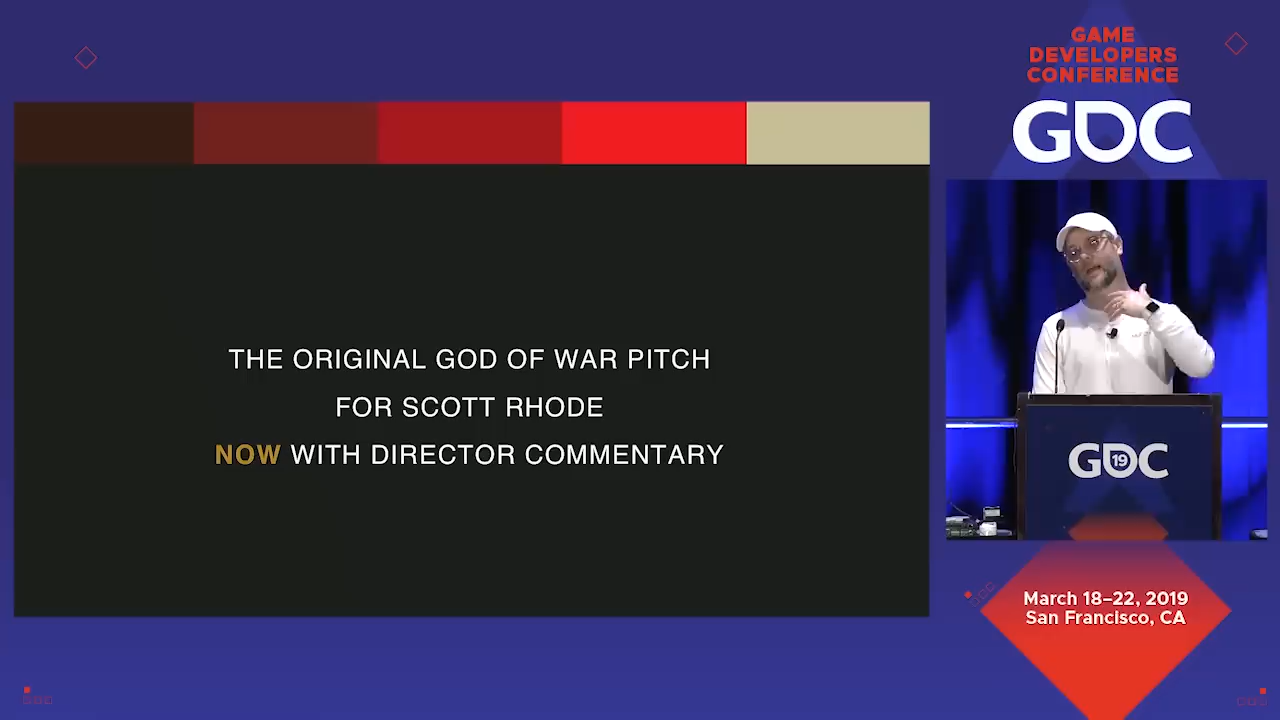 GAME
DEVELOPERS
CONFERENCE
GDC
THE ORIGINAL GOD OF WAR PITCH
FOR SCOTT RHODE
NOW WITH DIRECTOR COMMENTARY
GDC
19
March 18–22, 2019
San Francisco, CA